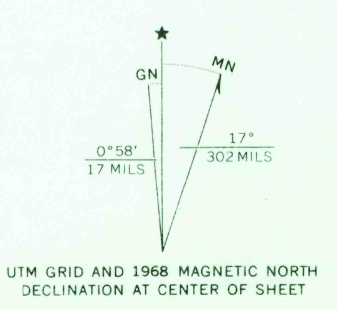 ★
GN
MN
0°58'
17 MILS
17°
302 MILS
UTM GRID AND 1968 MAGNETIC NORTH
DECLINATION AT CENTER OF SHEET